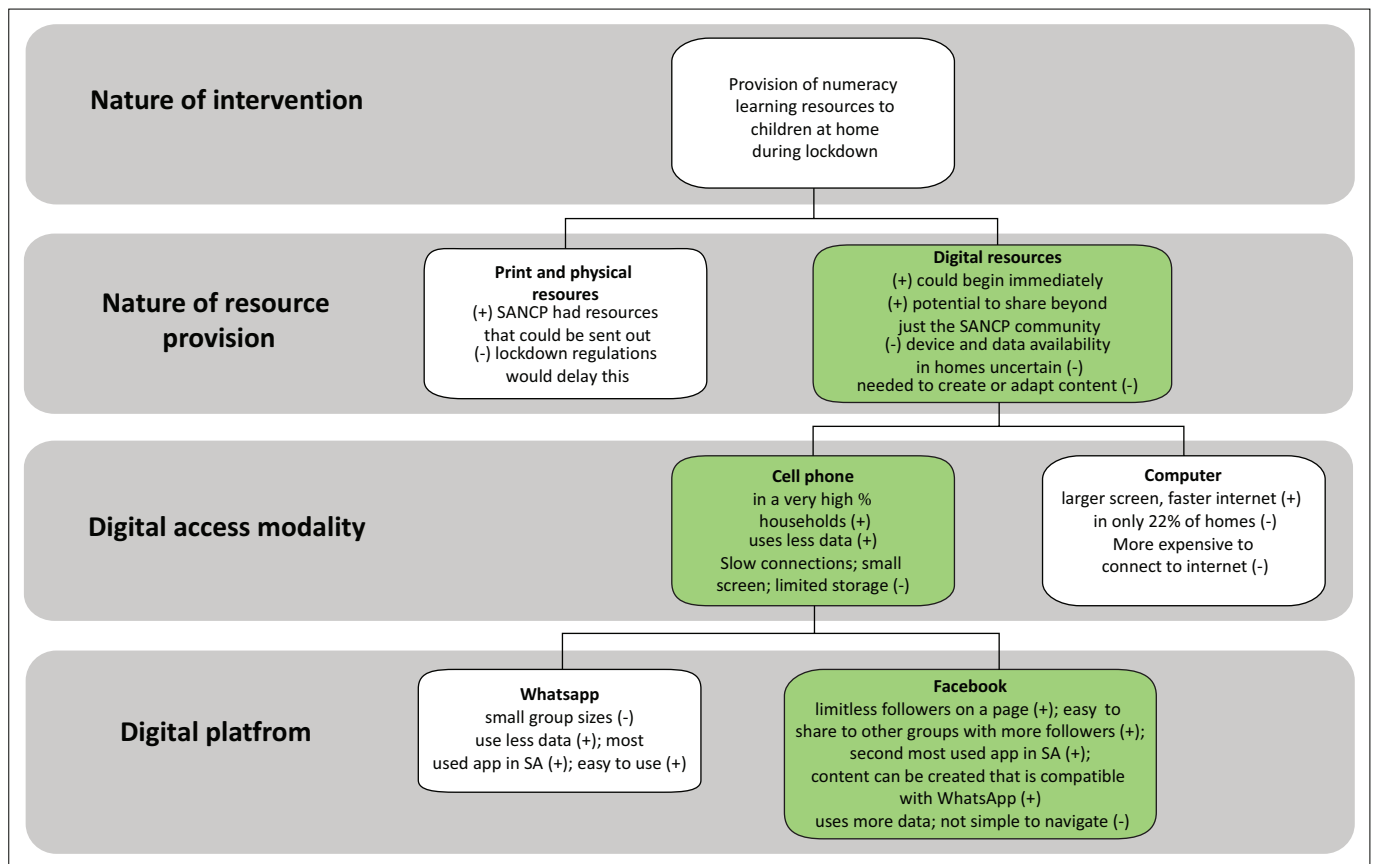 Nature of intervention
Provision of numeracy
learning resources to
children at home
during lockdown
Nature of resource
provision
Print and physical
resoures
(+) SANCP had resources
that could be sent out
(-) lockdown regulations
would delay this
Digital resources
(+) could begin immediately
(+) potential to share beyond
just the SANCP community
(-) device and data availability
in homes uncertain (-)
needed to create or adapt content (-)
Digital access modality
Cell phone
in a very high %
households (+)
uses less data (+)
Slow connections; small
screen; limited storage (-)
Computer
larger screen, faster internet (+)
in only 22% of homes (-)
More expensive to
connect to internet (-)
Digital platfrom
Whatsapp
small group sizes (-)
use less data (+); most
used app in SA (+); easy to use (+)
Facebook
limitless followers on a page (+); easy to
share to other groups with more followers (+);
second most used app in SA (+);
content can be created that is compatible
with WhatsApp (+)
uses more data; not simple to navigate (-)